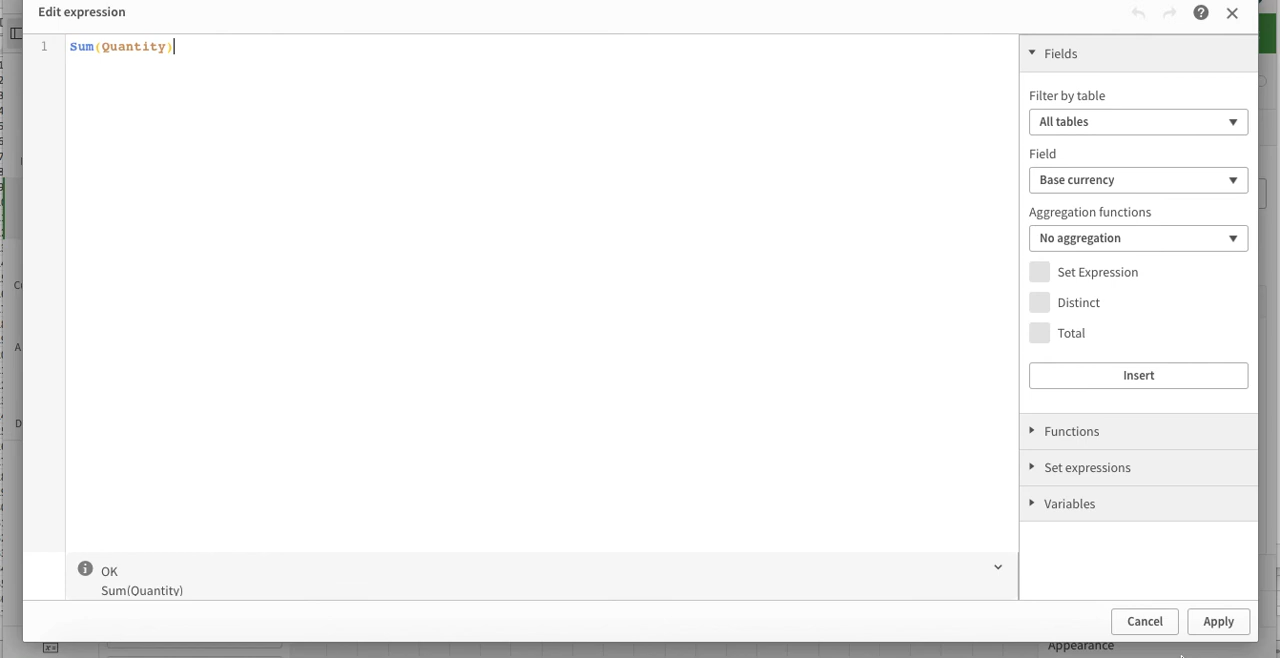 Edit expression
1 Sum(Quantity)
Fields
Filter by table
All tables
Field
Base currency
Aggregation functions
No aggregation
Set Expression
Distinct
Total
Insert
Functions
Set expressions
Variables
OK
Sum(Quantity)
Cancel
Apply
Appearance